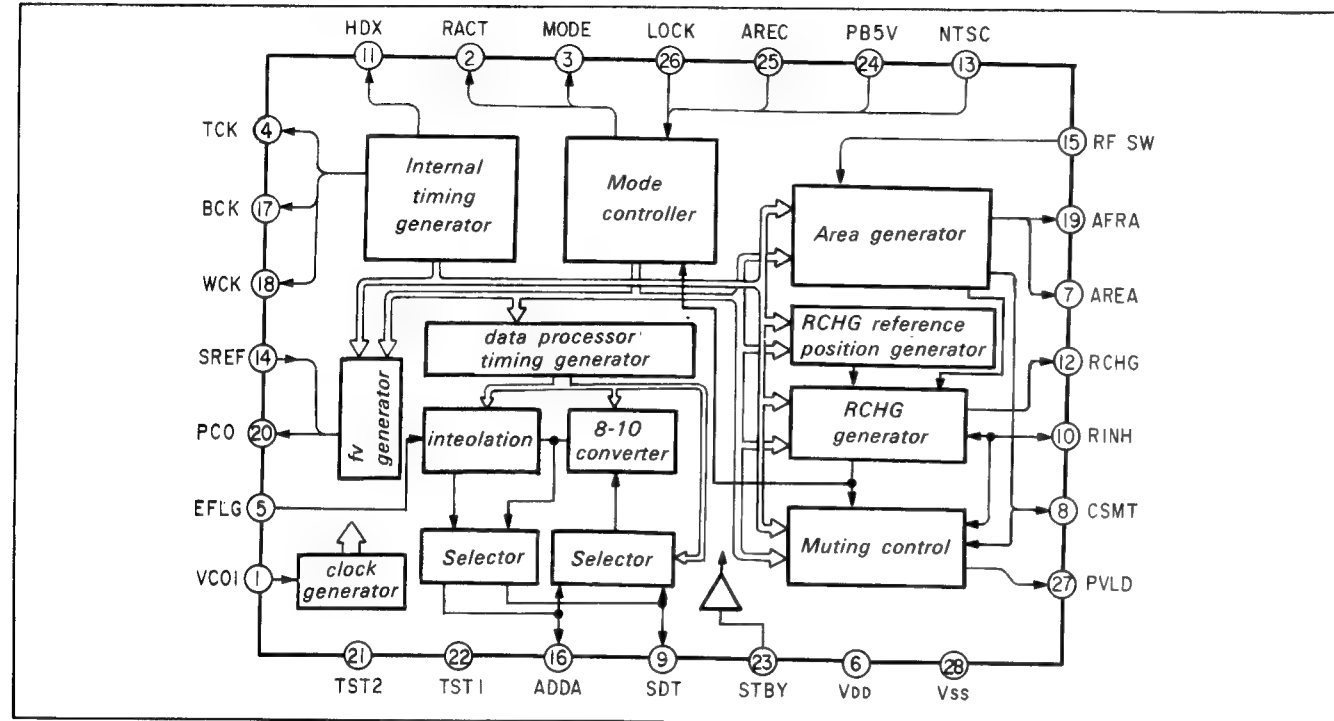 HDX RACT MODE LOCK AREC PB5V NTSC
11 2 3 26 25 24 13
TCK 4
BCK 17
WCK 18
SREF 14
PCO 20
EFLG 5
VCO1 1
Internal
timing
generator
Mode
controller
Area generator
data processor
timing generator
RCHG reference
position generator
fv generator
inteolation
8-10
converter
RCHG
generator
Selector
Selector
Muting control
clock
generator
15 RF SW
19 AFRA
7 AREA
12 RCHG
10 RINH
8 CSMT
27 PVLD
21 22 16 9 23 6 28
TST2 TST1 ADDA SDT STBY VDD VSS